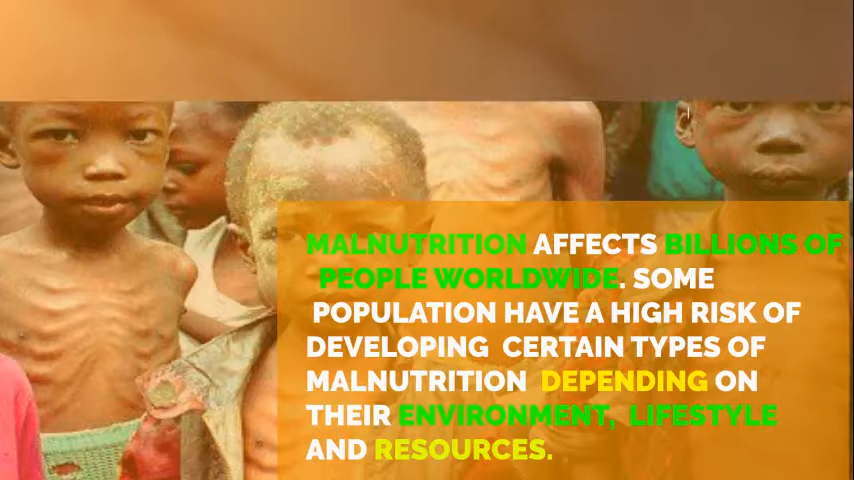 MALNUTRITION AFFECTS BILLIONS OF
PEOPLE WORLDWIDE. SOME
POPULATION HAVE A HIGH RISK OF
DEVELOPING CERTAIN TYPES OF
MALNUTRITION DEPENDING ON
THEIR ENVIRONMENT, LIFESTYLE
AND RESOURCES.